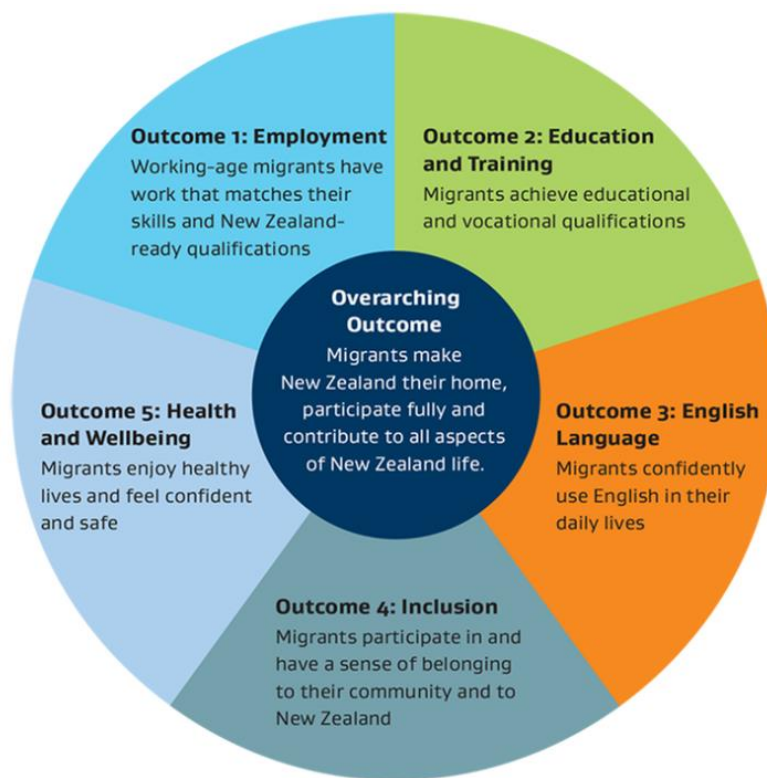 Outcome 1: Employment
Working-age migrants have
work that matches their
skills and New Zealand-
ready qualifications
Outcome 2: Education
and Training
Migrants achieve educational
and vocational qualifications
Overarching
Outcome
Migrants make
New Zealand their home,
participate fully and
contribute to all aspects
of New Zealand life.
Outcome 3: English
Language
Migrants confidently
use English in their
daily lives
Outcome 4: Inclusion
Migrants participate in and
have a sense of belonging
to their community and to
New Zealand
Outcome 5: Health
and Wellbeing
Migrants enjoy healthy
lives and feel confident
and safe